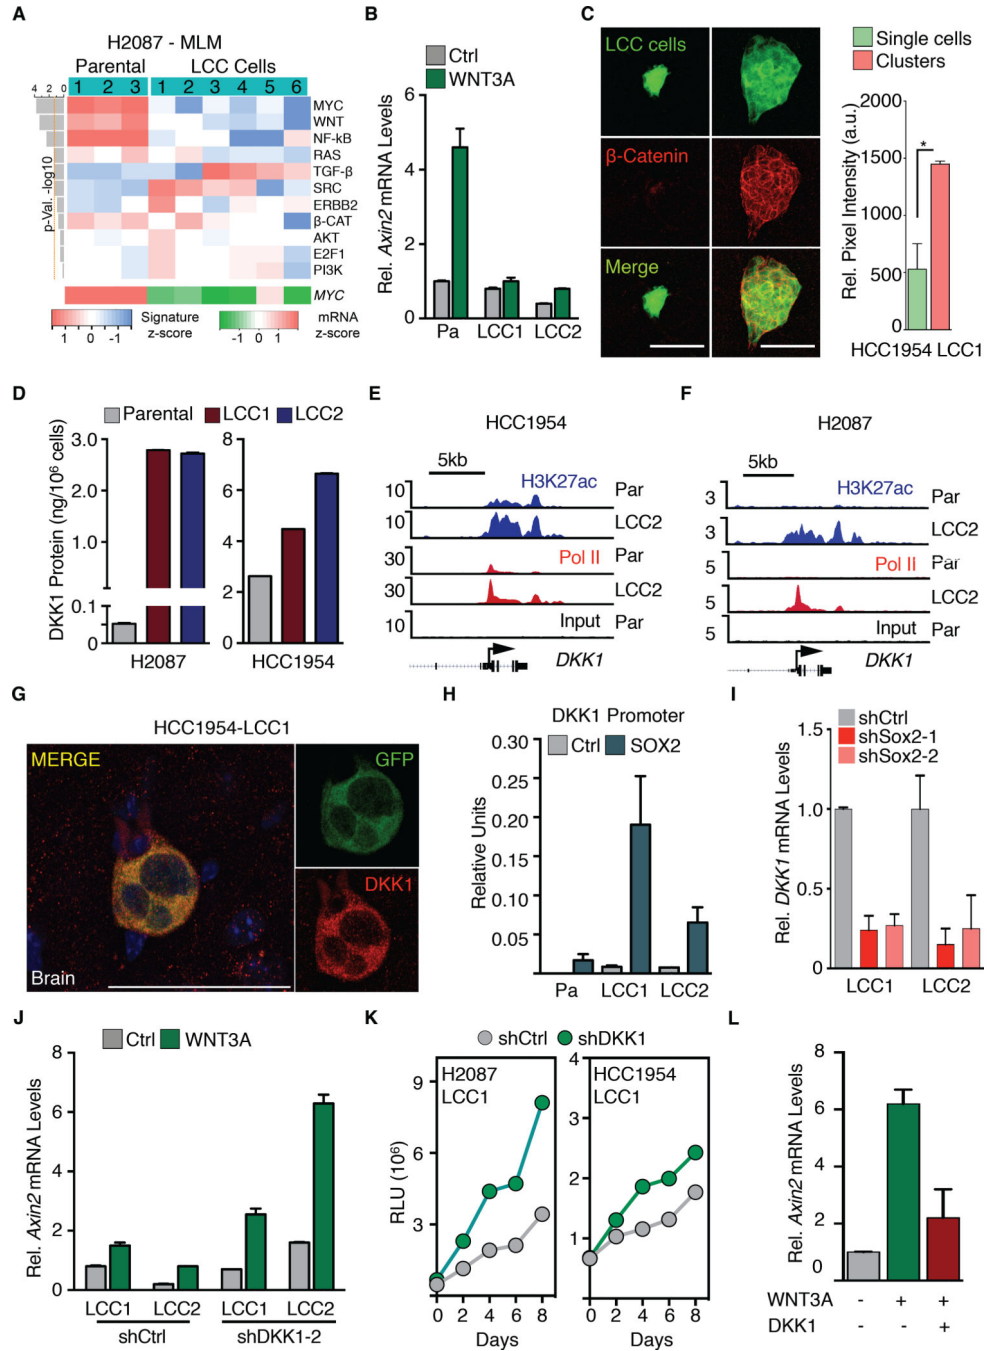 A
H2087 - MLM
Parental LCC Cells
1 2 3 1 2 3 4 5 6
4 2 0
p-Val. -log10
MYC
WNT
NF-kB
RAS
TGF-β
SRC
ERBB2
β-CAT
AKT
E2F1
PI3K
MYC
1 0 -1
Signature
z-score
-1 0 1
mRNA
z-score
B
Ctrl
WNT3A
Rel. Axin2 mRNA Levels
6
4
2
0
Pa LCC1 LCC2
C
LCC cells
β-Catenin
Merge
Single cells
Clusters
Rel. Pixel Intensity (a.u.)
2000
1500
1000
500
0
*
HCC1954 LCC1
D
Parental LCC1 LCC2
DKK1 Protein (ng/10⁶ cells)
3.0
2.0
1.0
0.1
0
8
6
4
2
0
H2087 HCC1954
E
HCC1954
5kb
H3K27ac
10 Par
10 LCC2
Pol II
30 Par
30 LCC2
Input
10 Par
DKK1
F
H2087
5kb
H3K27ac
3 Par
3 LCC2
Pol II
5 Par
5 LCC2
Input
5 Par
DKK1
G
HCC1954-LCC1
MERGE
GFP
DKK1
Brain
H
DKK1 Promoter
Ctrl SOX2
Relative Units
0.30
0.25
0.20
0.15
0.10
0.05
Pa LCC1 LCC2
I
shCtrl
shSox2-1
shSox2-2
Rel. DKK1 mRNA Levels
1.5
1.0
0.5
0
LCC1 LCC2
J
Ctrl WNT3A
Rel. Axin2 mRNA Levels
8
6
4
2
0
LCC1 LCC2 LCC1 LCC2
shCtrl shDKK1-2
K
shCtrl shDKK1
RLU (10⁶)
H2087
LCC1
9
6
3
0 2 4 6 8
HCC1954
LCC1
4
3
2
1
0 2 4 6 8
Days Days
L
Rel. Axin2 mRNA Levels
8
6
4
2
0
WNT3A - + +
DKK1 - - +